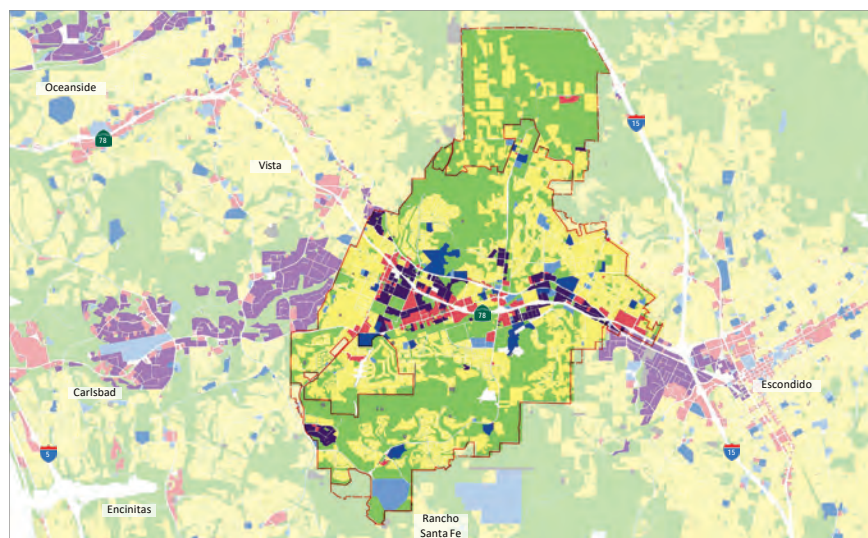 Oceanside
78
15
Vista
78
Carlsbad
Escondido
5
15
Encinitas
Rancho
Santa Fe